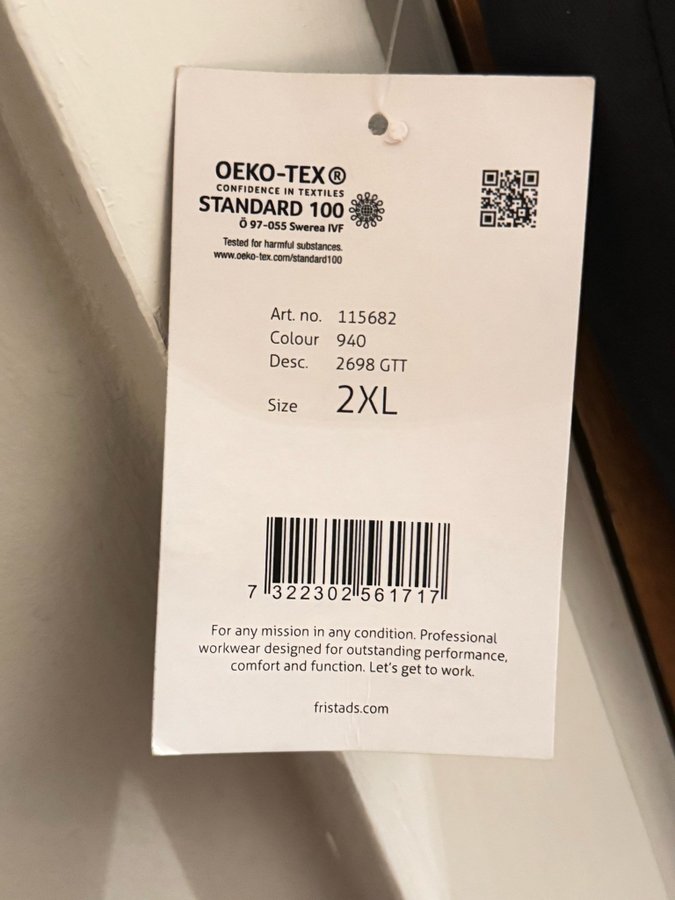 OEKO-TEX®
CONFIDENCE IN TEXTILES
STANDARD 100
Ö 97-055 Swerea IVF
Tested for harmful substances.
www.oeko-tex.com/standard100
Art. no. 115682
Colour 940
Desc. 2698 GTT
Size 2XL
7 322302 561717
For any mission in any condition. Professional
workwear designed for outstanding performance,
comfort and function. Let's get to work.
fristads.com